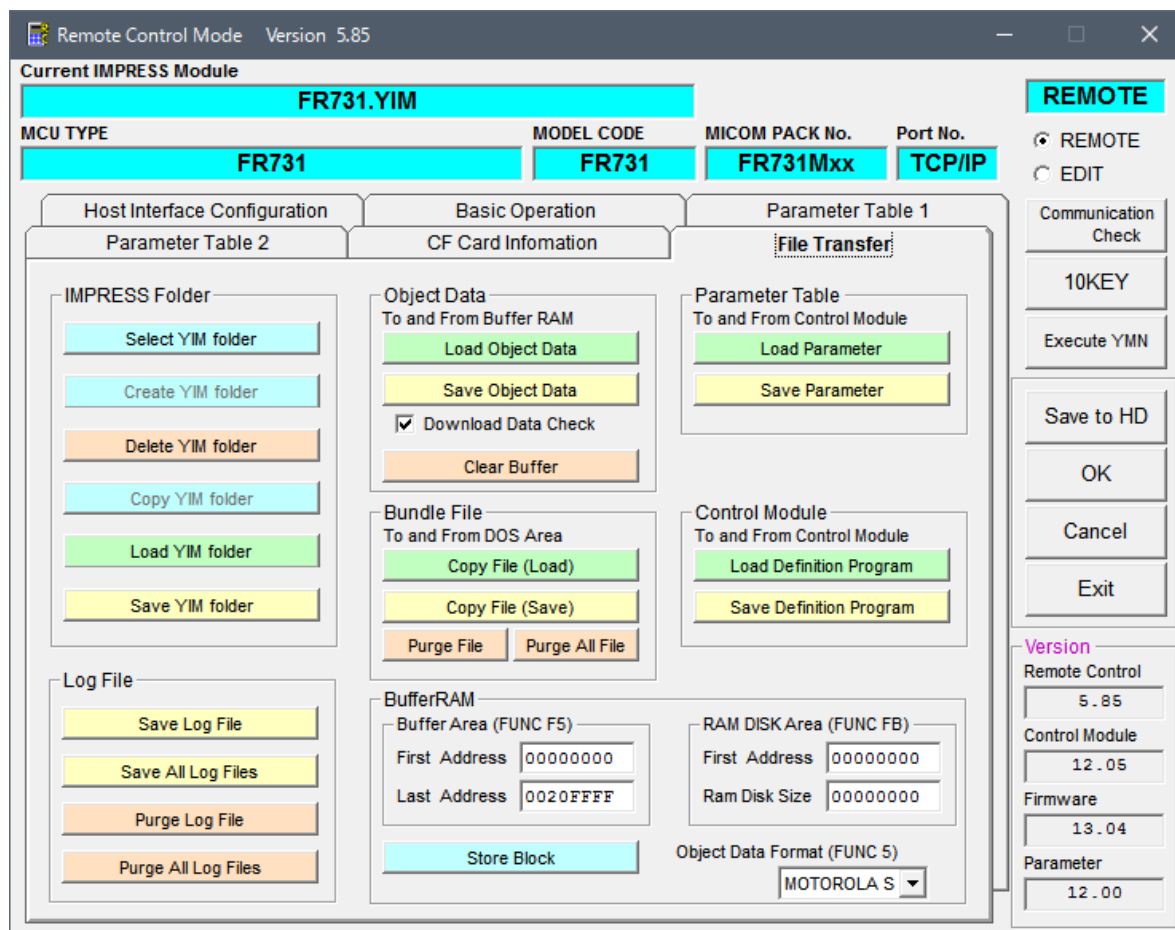 Remote Control Mode Version 5.85
Current IMPRESS Module
FR731.YIM
REMOTE
MCU TYPE
MODEL CODE
MICOM PACK No.
Port No.
FR731
FR731
FR731Mxx
TCP/IP
REMOTE
EDIT
Host Interface Configuration
Basic Operation
Parameter Table 1
Parameter Table 2
CF Card Infomation
File Transfer
Communication
Check
10KEY
Execute YMN
Save to HD
OK
Cancel
Exit
IMPRESS Folder
Select YIM folder
Create YIM folder
Delete YIM folder
Copy YIM folder
Load YIM folder
Save YIM folder
Object Data
To and From Buffer RAM
Load Object Data
Save Object Data
Download Data Check
Clear Buffer
Parameter Table
To and From Control Module
Load Parameter
Save Parameter
Bundle File
To and From DOS Area
Copy File (Load)
Copy File (Save)
Purge File
Purge All File
Control Module
To and From Control Module
Load Definition Program
Save Definition Program
Log File
Save Log File
Save All Log Files
Purge Log File
Purge All Log Files
BufferRAM
Buffer Area (FUNC F5)
First Address 00000000
Last Address 0020FFFF
RAM DISK Area (FUNC FB)
First Address 00000000
Ram Disk Size 00000000
Store Block
Object Data Format (FUNC 5)
MOTOROLA S
Version
Remote Control
5.85
Control Module
12.05
Firmware
13.04
Parameter
12.00